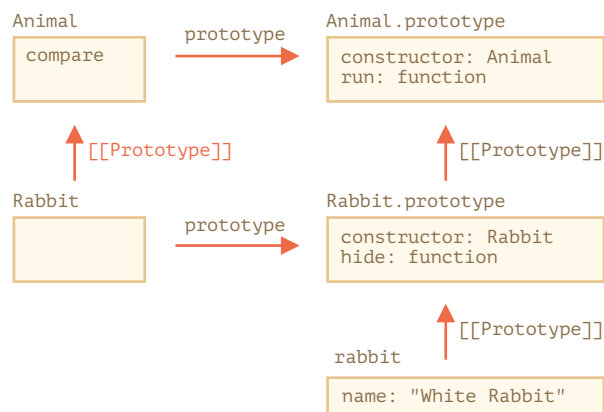 Animal
prototype
Animal.prototype
compare
constructor: Animal
run: function
[[Prototype]]
[[Prototype]]
Rabbit
prototype
Rabbit.prototype
constructor: Rabbit
hide: function
[[Prototype]]
rabbit
name: "White Rabbit"